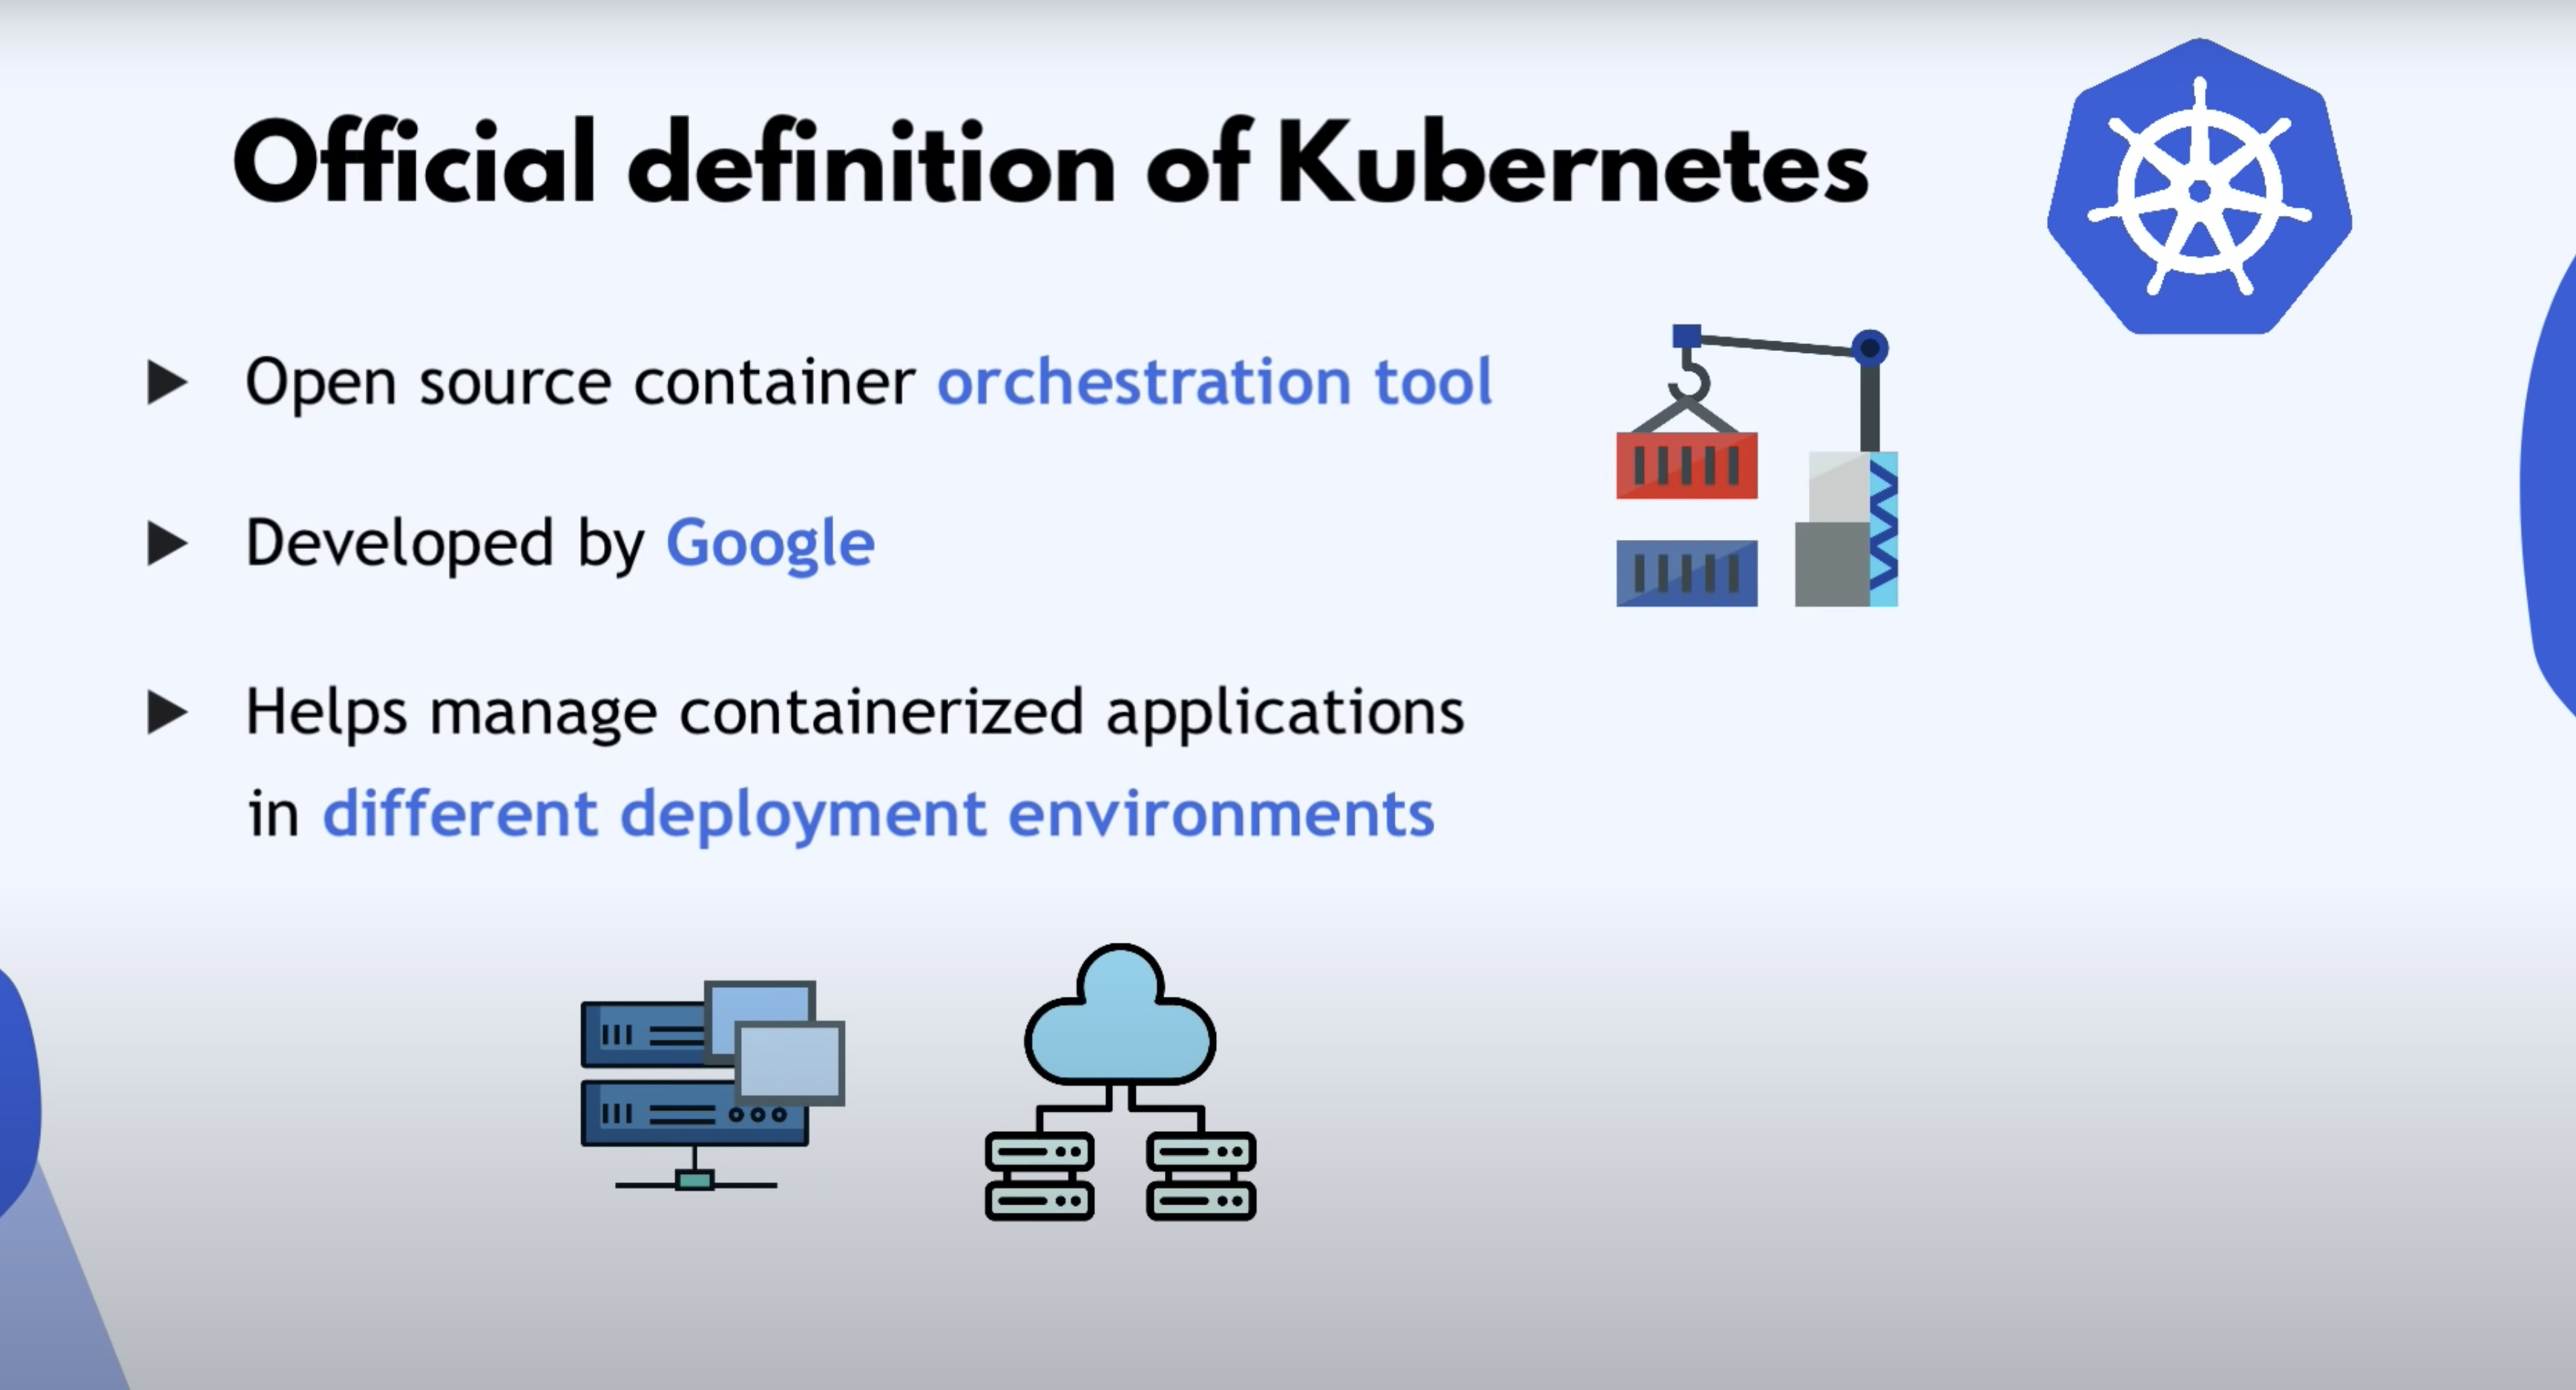 Official definition of Kubernetes
Open source container orchestration tool
Developed by Google
Helps manage containerized applications
in different deployment environments